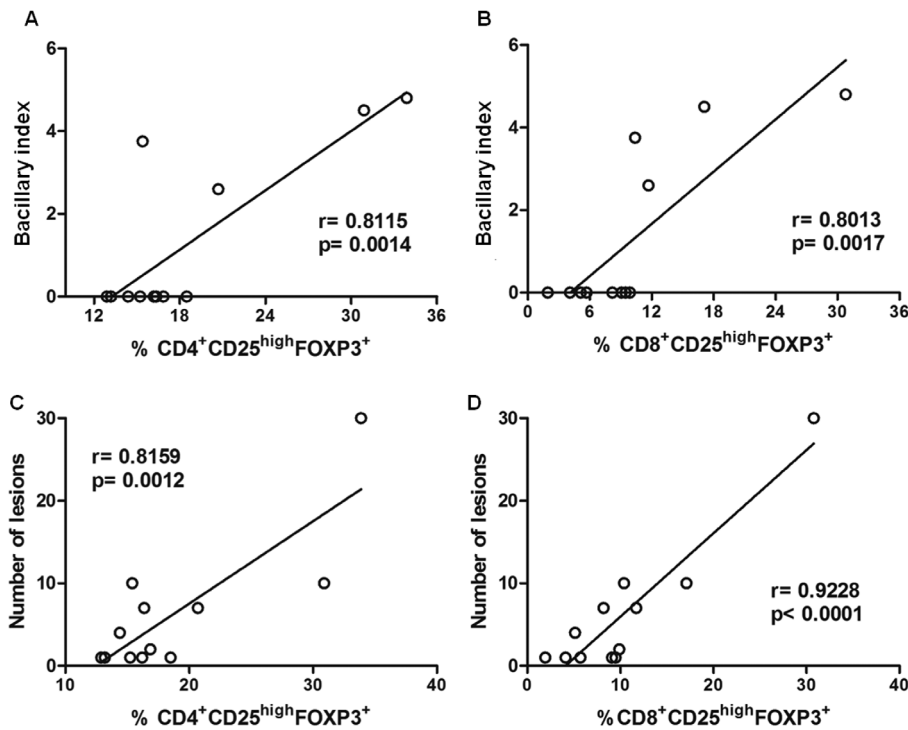 A
Bacillary index
6
4
2
0
12 18 24 30 36
r= 0.8115
p= 0.0014
% CD4⁺CD25ʰⁱᵍʰFOXP3⁺
B
Bacillary index
6
4
2
0
0 6 12 18 24 30 36
r= 0.8013
p= 0.0017
% CD8⁺CD25ʰⁱᵍʰFOXP3⁺
C
Number of lesions
30
20
10
0
10 20 30 40
r= 0.8159
p= 0.0012
% CD4⁺CD25ʰⁱᵍʰFOXP3⁺
D
Number of lesions
30
20
10
0
0 10 20 30 40
r= 0.9228
p< 0.0001
%CD8⁺CD25ʰⁱᵍʰFOXP3⁺